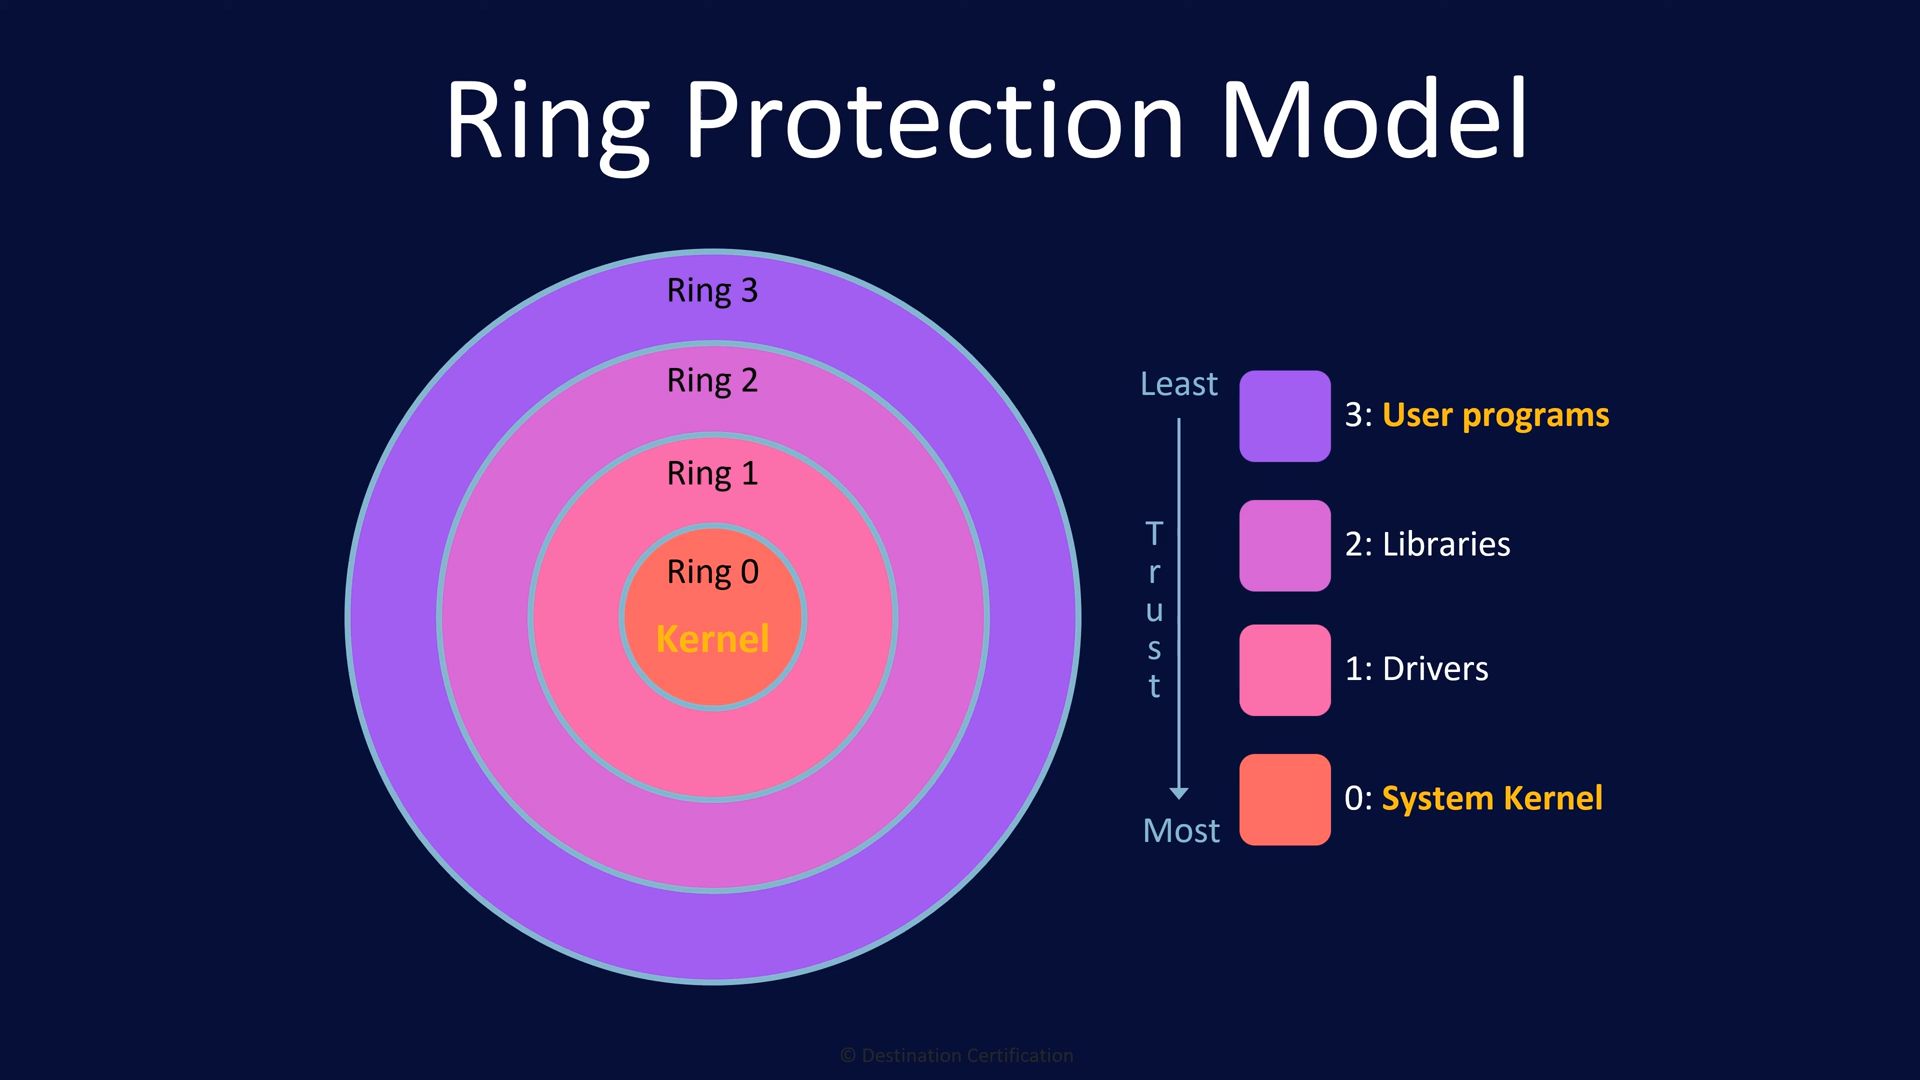 Ring Protection Model
Ring 3
Ring 2
Ring 1
Ring 0
Kernel
Least
Trust
Most
3: User programs
2: Libraries
1: Drivers
0: System Kernel
© Destination Certification